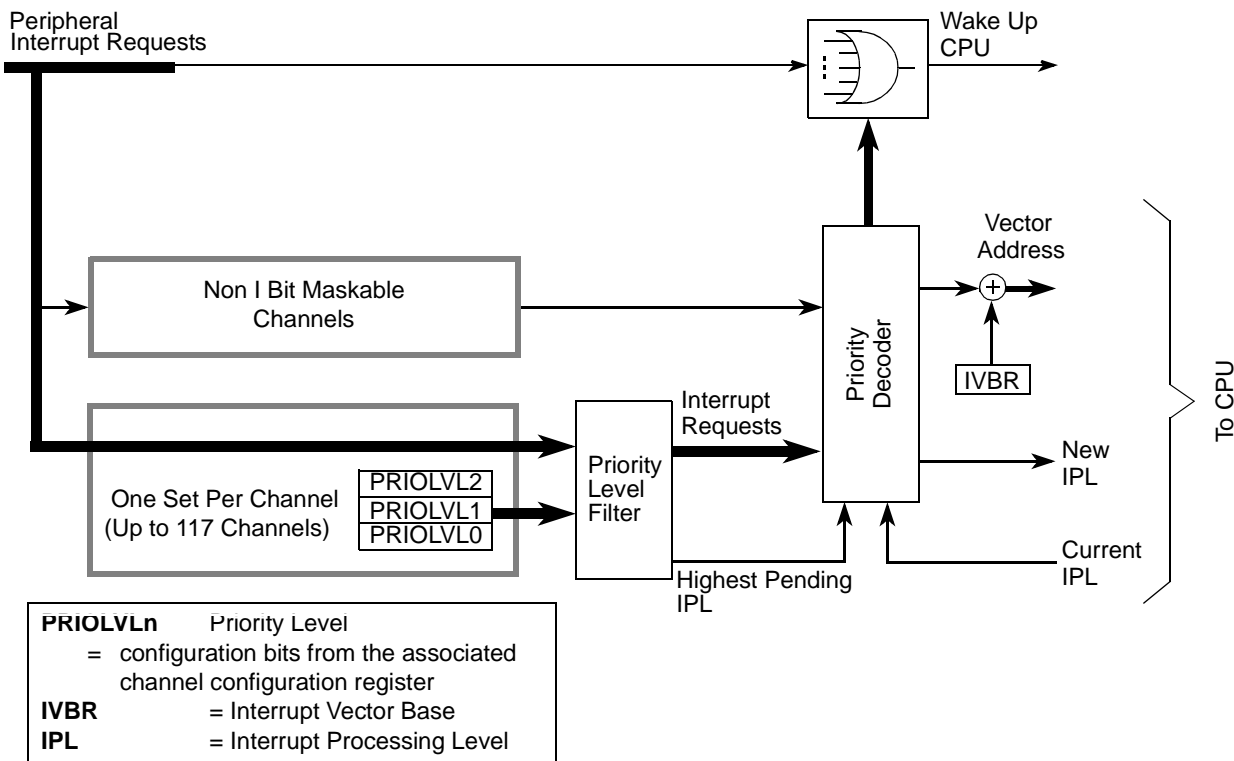 Peripheral
Interrupt Requests
Wake Up
CPU
Vector
Address
Non I Bit Maskable
Channels
Priority
Decoder
IVBR
To CPU
Interrupt
Requests
New
IPL
Priority
Level
Filter
One Set Per Channel
(Up to 117 Channels)
PRIOLVL2
PRIOLVL1
PRIOLVL0
Current
IPL
Highest Pending
IPL
PRIOLVLn Priority Level
= configuration bits from the associated
channel configuration register
IVBR = Interrupt Vector Base
IPL = Interrupt Processing Level